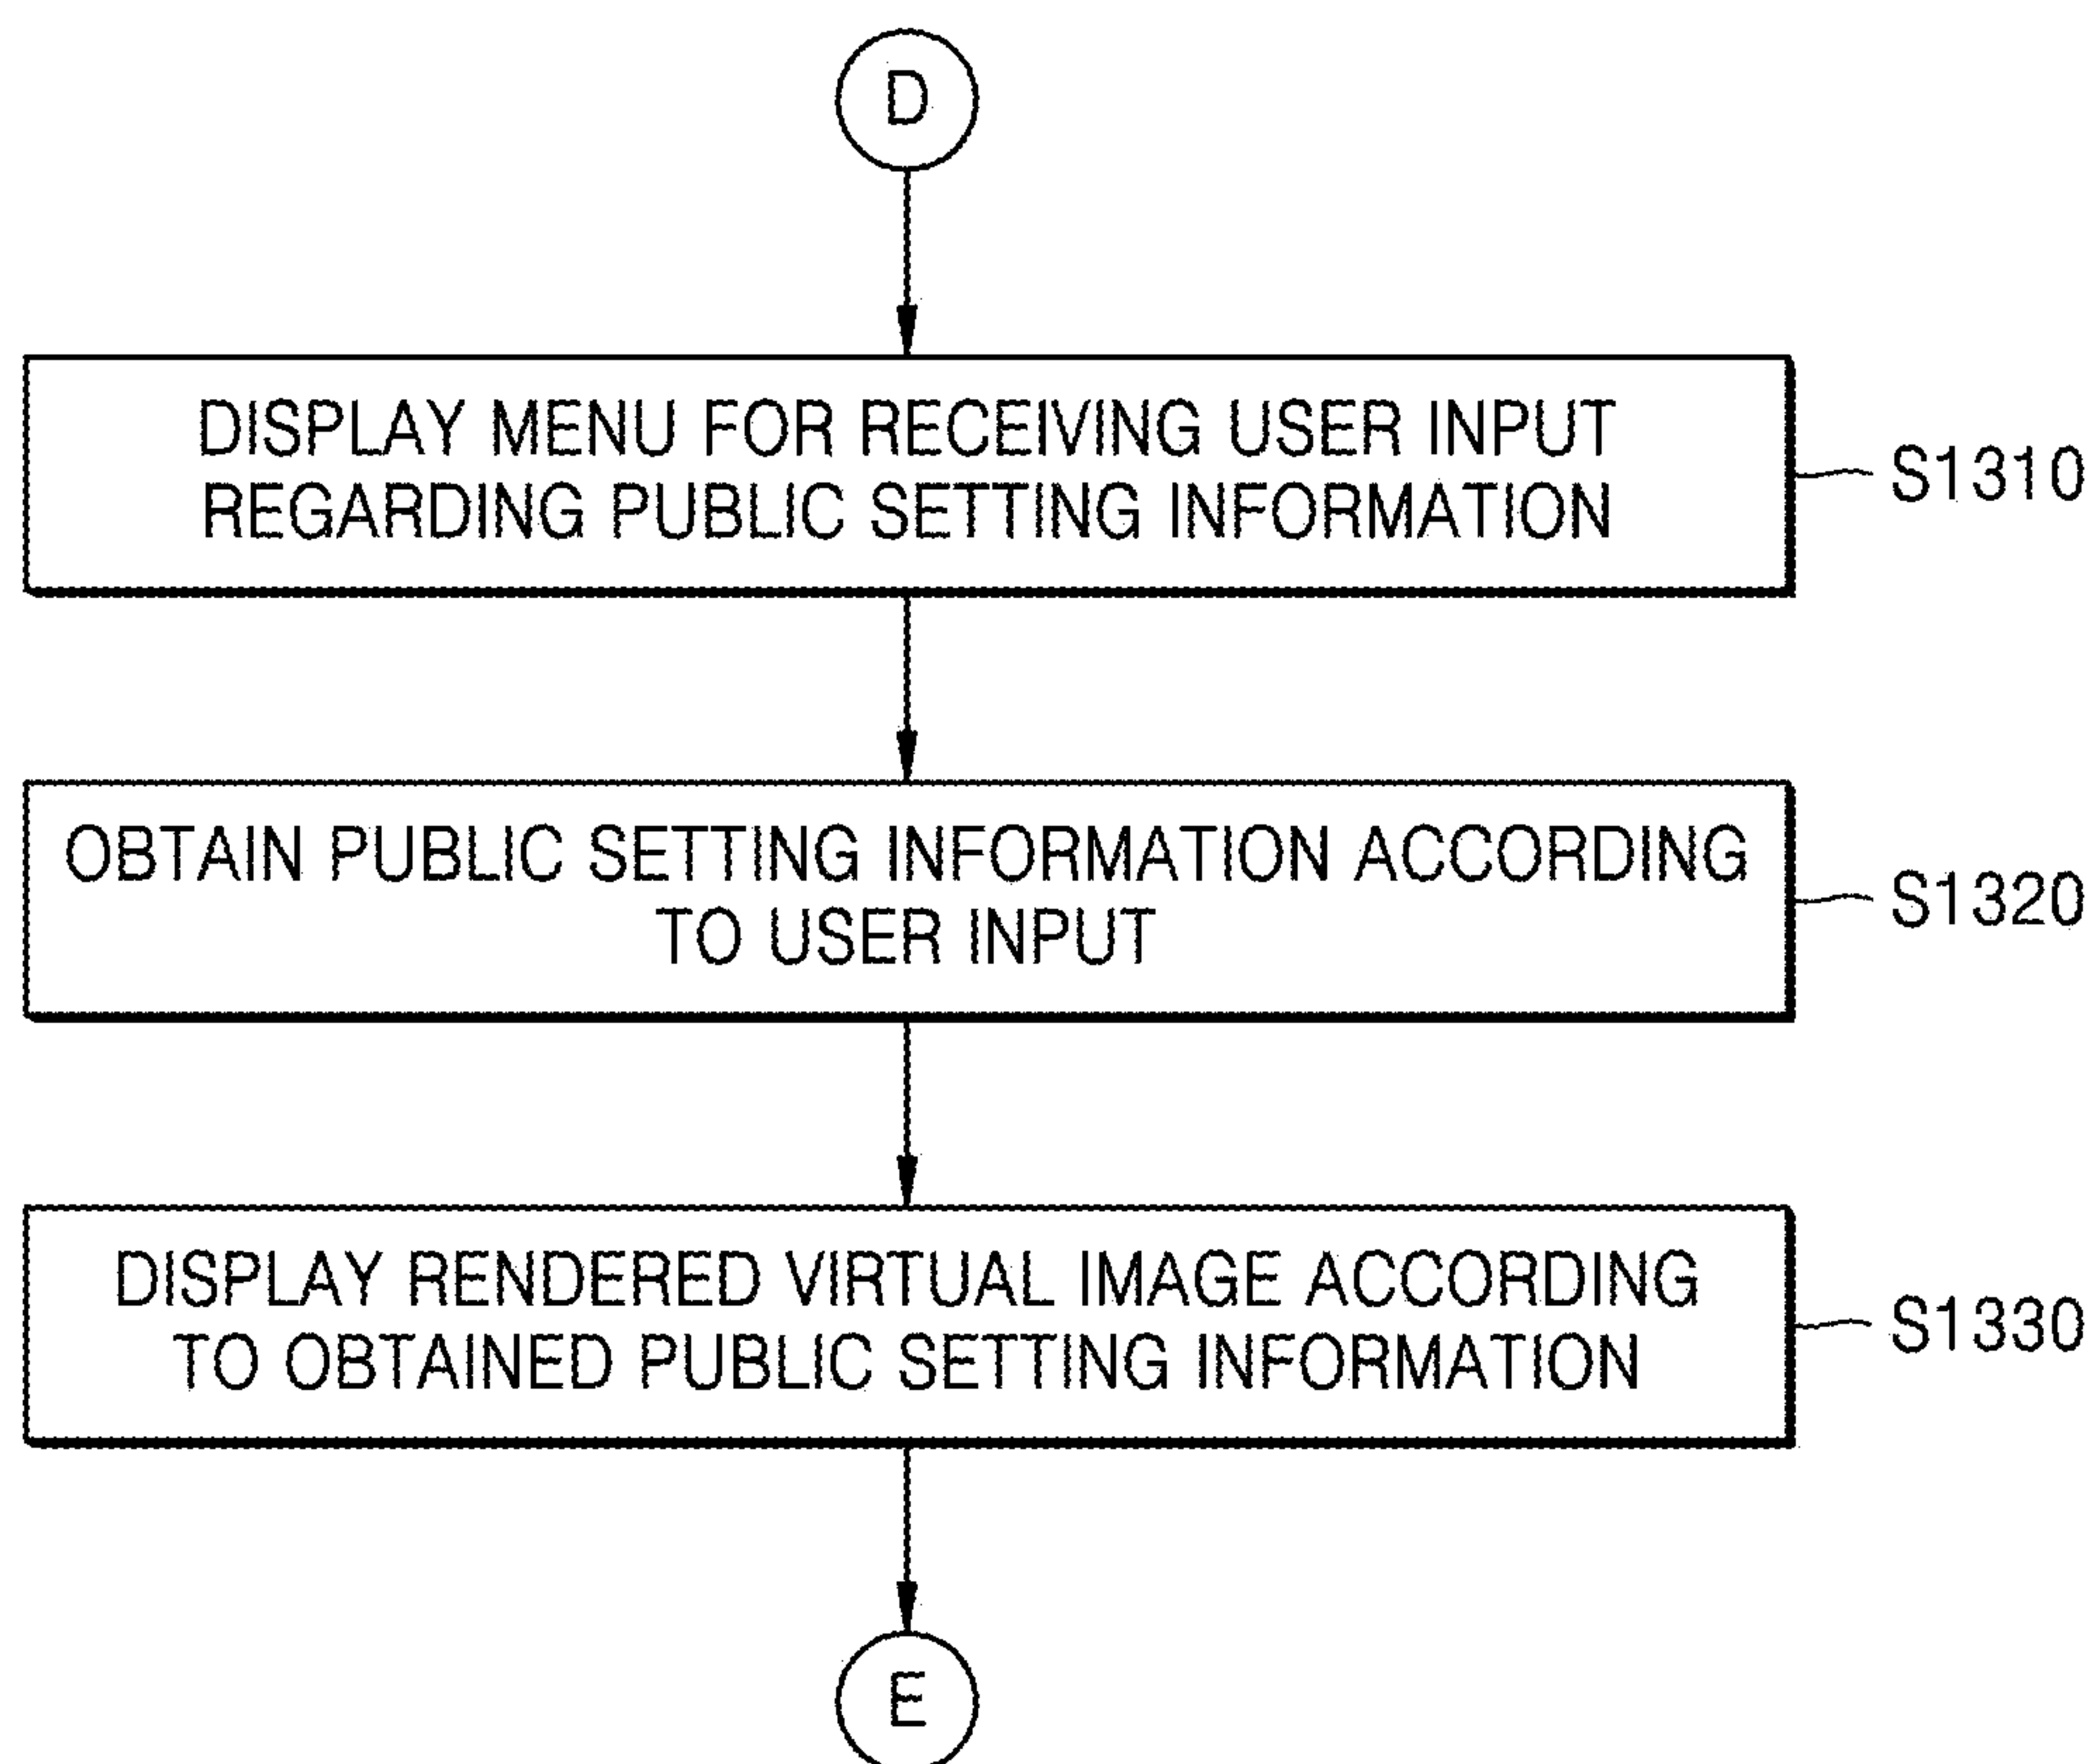 D
DISPLAY MENU FOR RECEIVING USER INPUT
REGARDING PUBLIC SETTING INFORMATION
S1310
OBTAIN PUBLIC SETTING INFORMATION ACCORDING
TO USER INPUT
S1320
DISPLAY RENDERED VIRTUAL IMAGE ACCORDING
TO OBTAINED PUBLIC SETTING INFORMATION
S1330
E